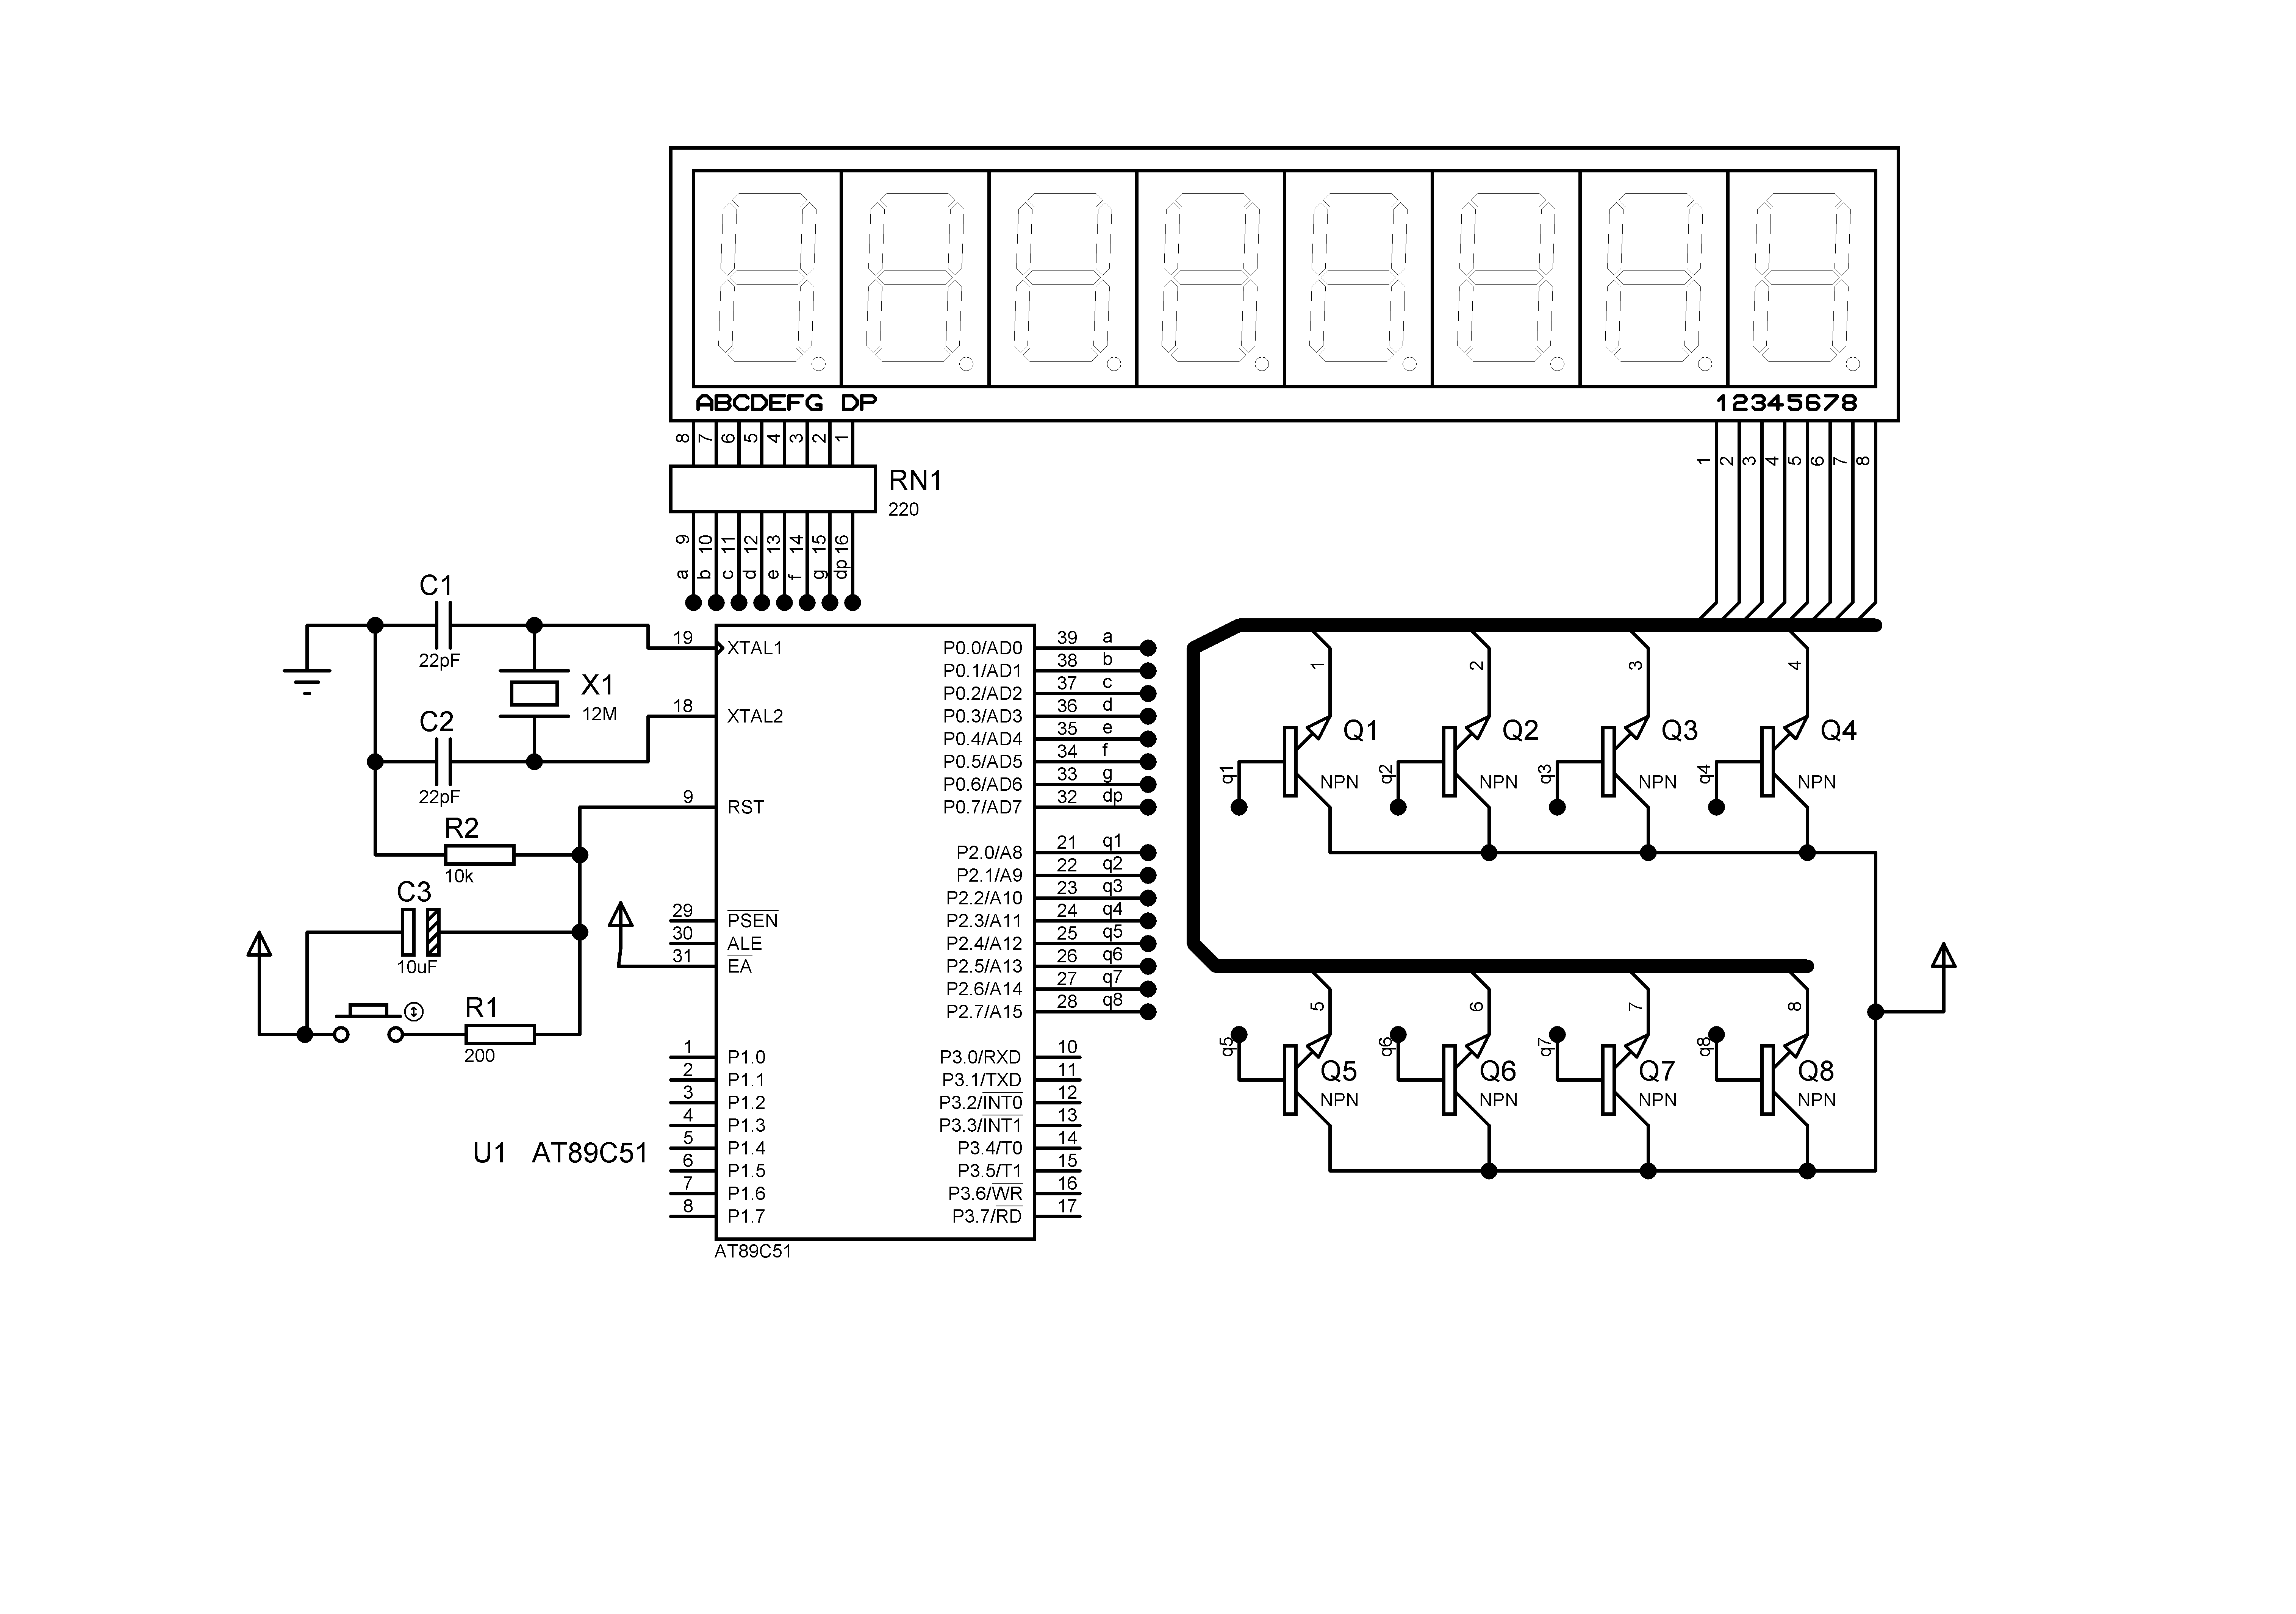 ABCDEFG DP
12345678
8 7 6 5 4 3 2 1
RN1
220
9 10 11 12 13 14 15 16
a b c d e f g dp
1 2 3 4 5 6 7 8
C1
22pF
X1
12M
C2
22pF
R2
10k
C3
10uF
R1
200
U1 AT89C51
19 XTAL1
18 XTAL2
9 RST
29 PSEN
30 ALE
31 EA
1 P1.0
2 P1.1
3 P1.2
4 P1.3
5 P1.4
6 P1.5
7 P1.6
8 P1.7
P0.0/AD0 39 a
P0.1/AD1 38 b
P0.2/AD2 37 c
P0.3/AD3 36 d
P0.4/AD4 35 e
P0.5/AD5 34 f
P0.6/AD6 33 g
P0.7/AD7 32 dp
P2.0/A8 21 q1
P2.1/A9 22 q2
P2.2/A10 23 q3
P2.3/A11 24 q4
P2.4/A12 25 q5
P2.5/A13 26 q6
P2.6/A14 27 q7
P2.7/A15 28 q8
P3.0/RXD 10
P3.1/TXD 11
P3.2/INT0 12
P3.3/INT1 13
P3.4/T0 14
P3.5/T1 15
P3.6/WR 16
P3.7/RD 17
AT89C51
1 2 3 4
Q1 Q2 Q3 Q4
q1 NPN q2 NPN q3 NPN q4 NPN
5 6 7 8
q5 q6 q7 q8
Q5 Q6 Q7 Q8
NPN NPN NPN NPN